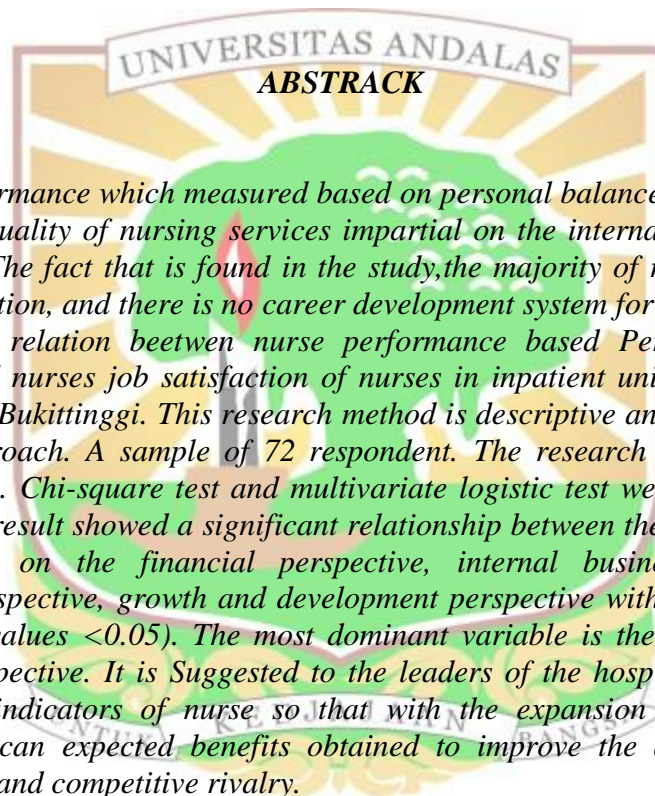 UNIVERSITAS ANDALAS
ABSTRACK
rmance which measured based on personal balance
uality of nursing services impartial on the interna
The fact that is found in the study,the majority of
tion, and there is no career development system for
relation beetwen nurse performance based Pe
nurses job satisfaction of nurses in inpatient uni
Bukittinggi. This research method is descriptive an
roach. A sample of 72 respondent. The research
. Chi-square test and multivariate logistic test we
result showed a significant relationship between the
on the financial perspective, internal busin
spective, growth and development perspective with
values <0.05). The most dominant variable is the
pective. It is Suggested to the leaders of the hosp
indicators of nurse so that with the expansion
can expected benefits obtained to improve the
and competitive rivalry.
UNTUK KEDJAJAAN BANGS